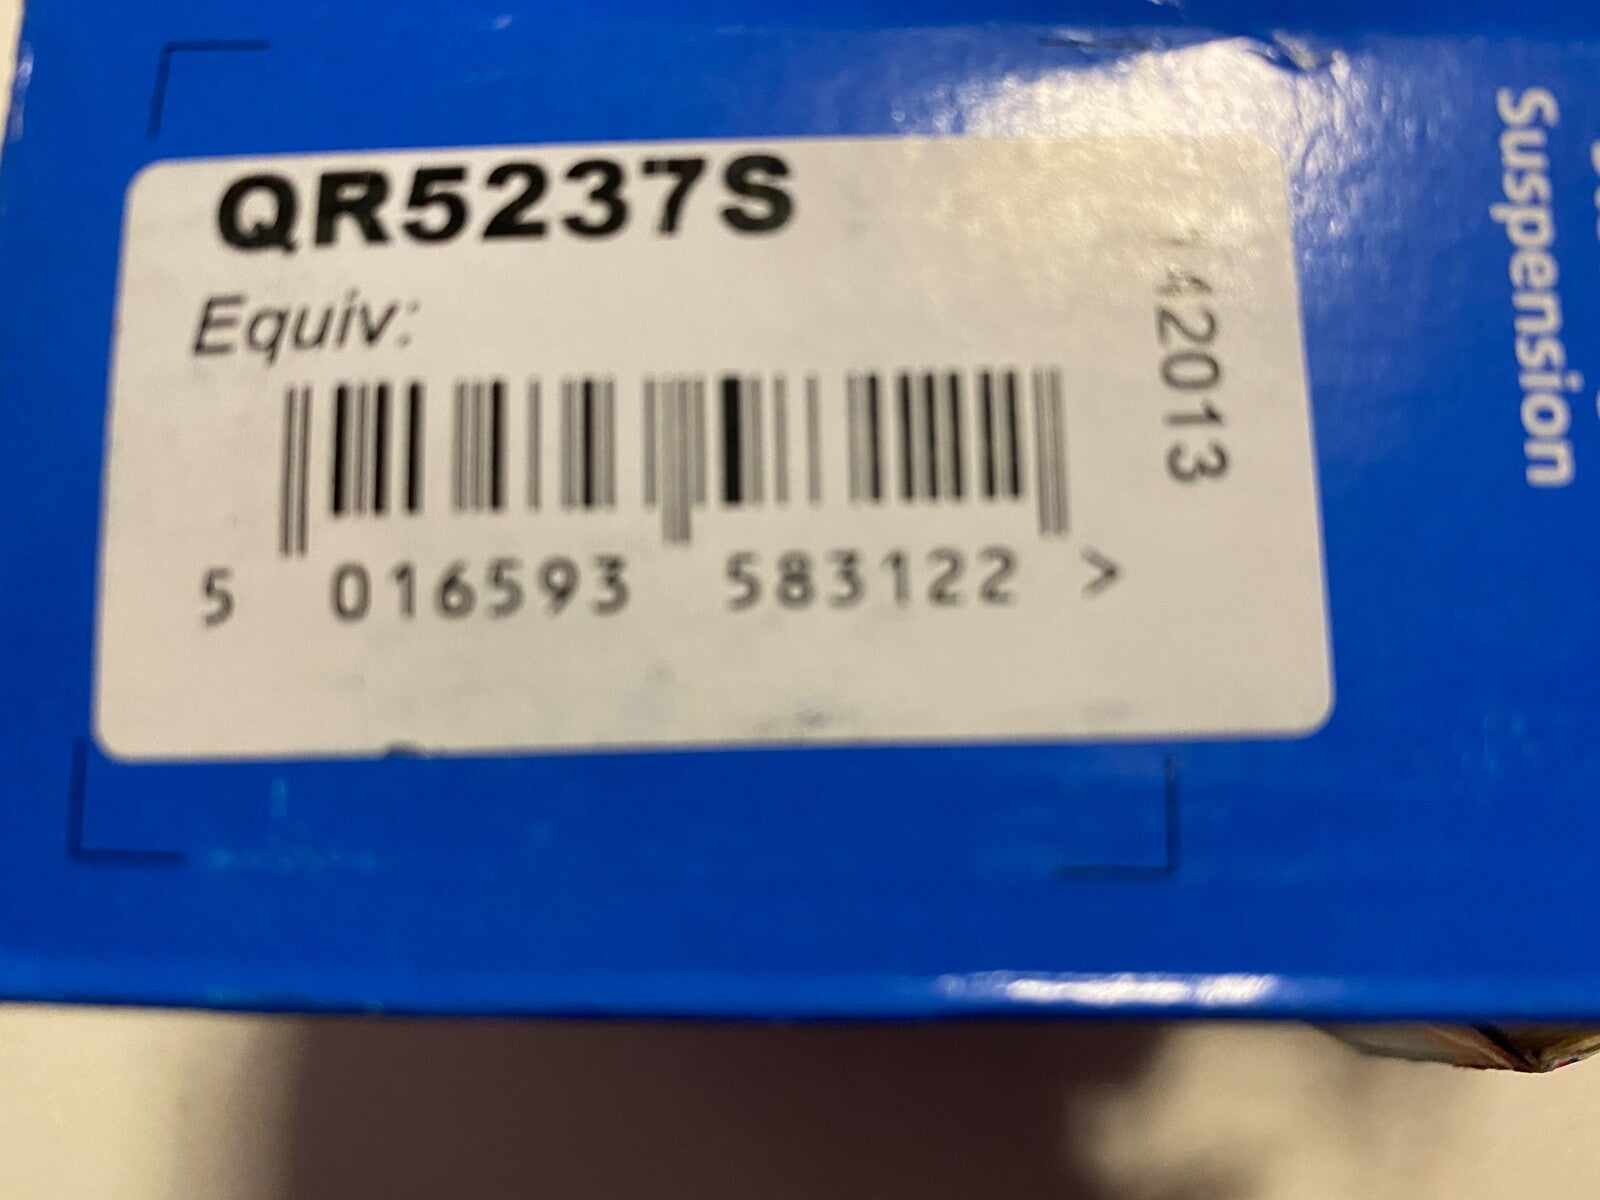 QR5237S
Equiv:
5 016593 583122 >
42013
Suspension